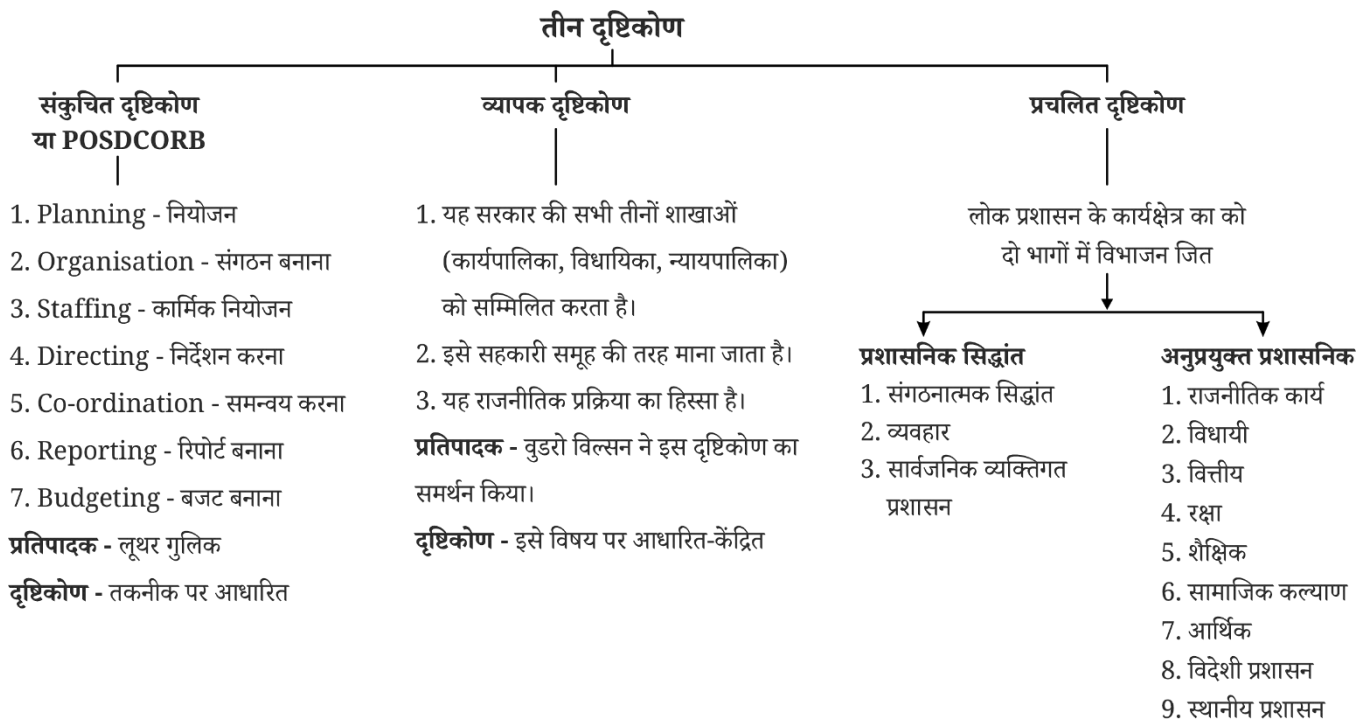 तीन दृष्टिकोण
संकुचित दृष्टिकोण
या POSDCORB
1. Planning - नियोजन
2. Organisation - संगठन बनाना
3. Staffing - कार्मिक नियोजन
4. Directing - निर्देशन करना
5. Co-ordination - समन्वय करना
6. Reporting - रिपोर्ट बनाना
7. Budgeting - बजट बनाना
प्रतिपादक - लूथर गुलिक
दृष्टिकोण - तकनीक पर आधारित
व्यापक दृष्टिकोण
1. यह सरकार की सभी तीनों शाखाओं
(कार्यपालिका, विधायिका, न्यायपालिका)
को सम्मिलित करता है।
2. इसे सहकारी समूह की तरह माना जाता है।
3. यह राजनीतिक प्रक्रिया का हिस्सा है।
प्रतिपादक - वुडरो विल्सन ने इस दृष्टिकोण का
समर्थन किया।
दृष्टिकोण - इसे विषय पर आधारित-केंद्रित
प्रचलित दृष्टिकोण
लोक प्रशासन के कार्यक्षेत्र का को
दो भागों में विभाजन जित
प्रशासनिक सिद्धांत
1. संगठनात्मक सिद्धांत
2. व्यवहार
3. सार्वजनिक व्यक्तिगत
प्रशासन
अनुप्रयुक्त प्रशासनिक
1. राजनीतिक कार्य
2. विधायी
3. वित्तीय
4. रक्षा
5. शैक्षिक
6. सामाजिक कल्याण
7. आर्थिक
8. विदेशी प्रशासन
9. स्थानीय प्रशासन